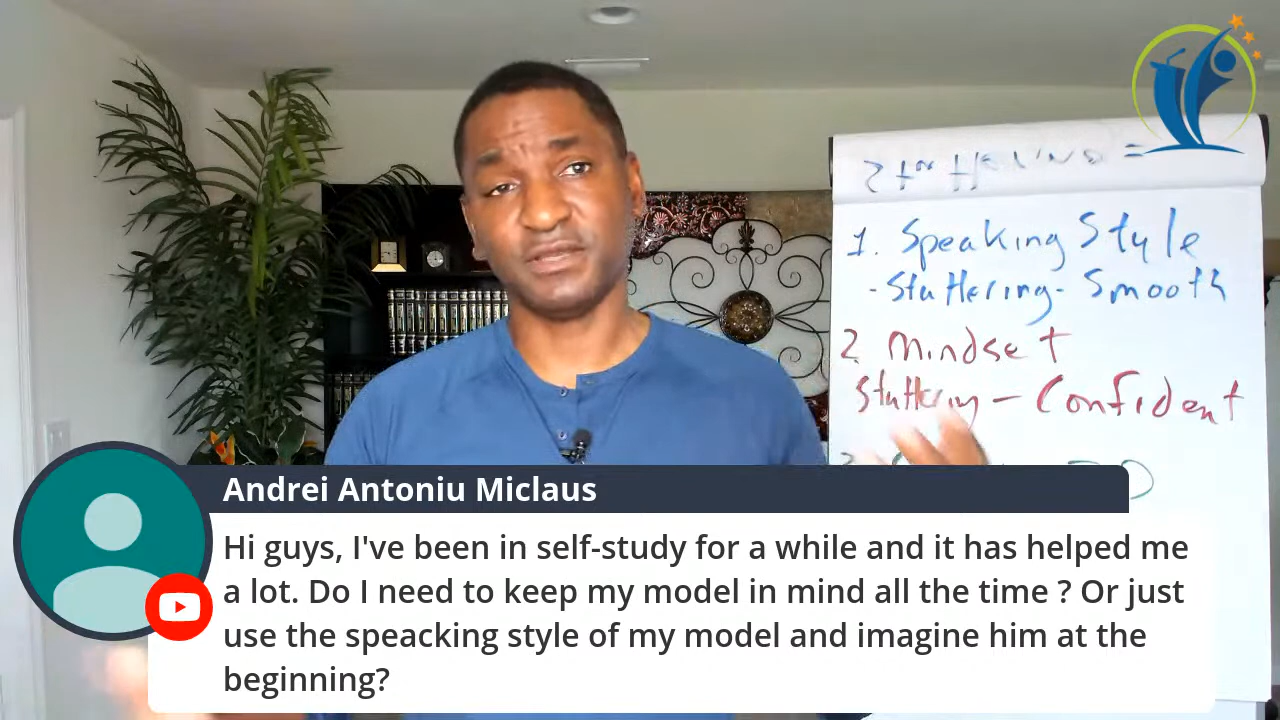 1. Speaking Style
- Stuttering - Smooth
2. Mindset
Stuttering - Confident
Andrei Antoniu Miclaus
Hi guys, I've been in self-study for a while and it has helped me
a lot. Do I need to keep my model in mind all the time ? Or just
use the speacking style of my model and imagine him at the
beginning?